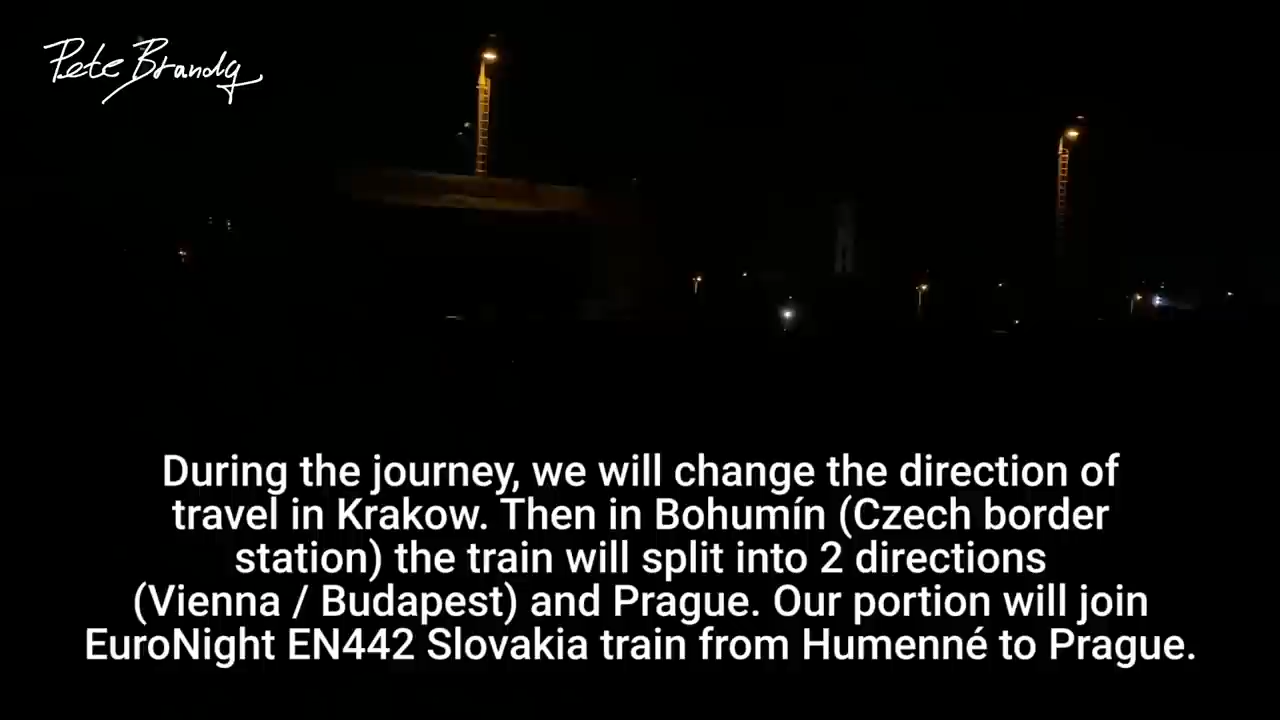 Pete Brandy
During the journey, we will change the direction of
travel in Krakow. Then in Bohumín (Czech border
station) the train will split into 2 directions
(Vienna / Budapest) and Prague. Our portion will join
EuroNight EN442 Slovakia train from Humenné to Prague.